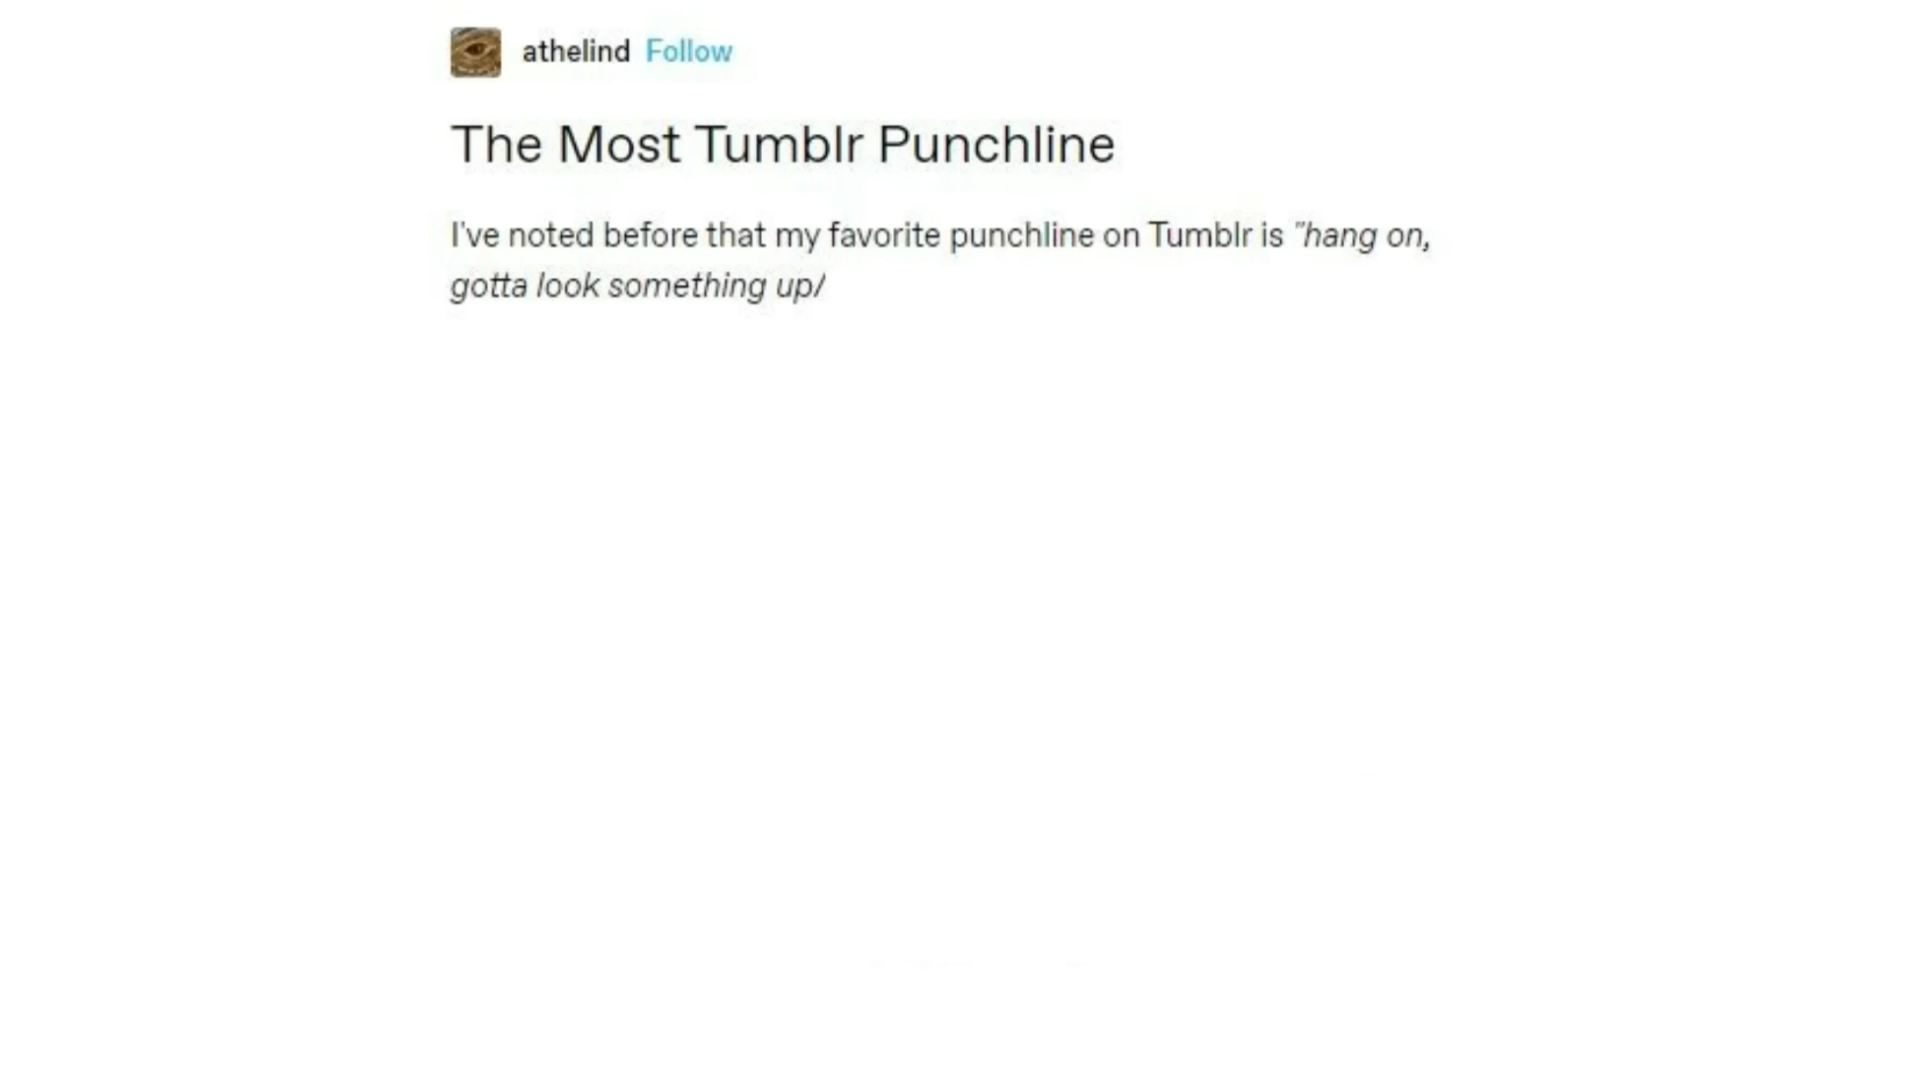 athelind Follow
The Most Tumblr Punchline
I've noted before that my favorite punchline on Tumblr is "hang on,
gotta look something up/